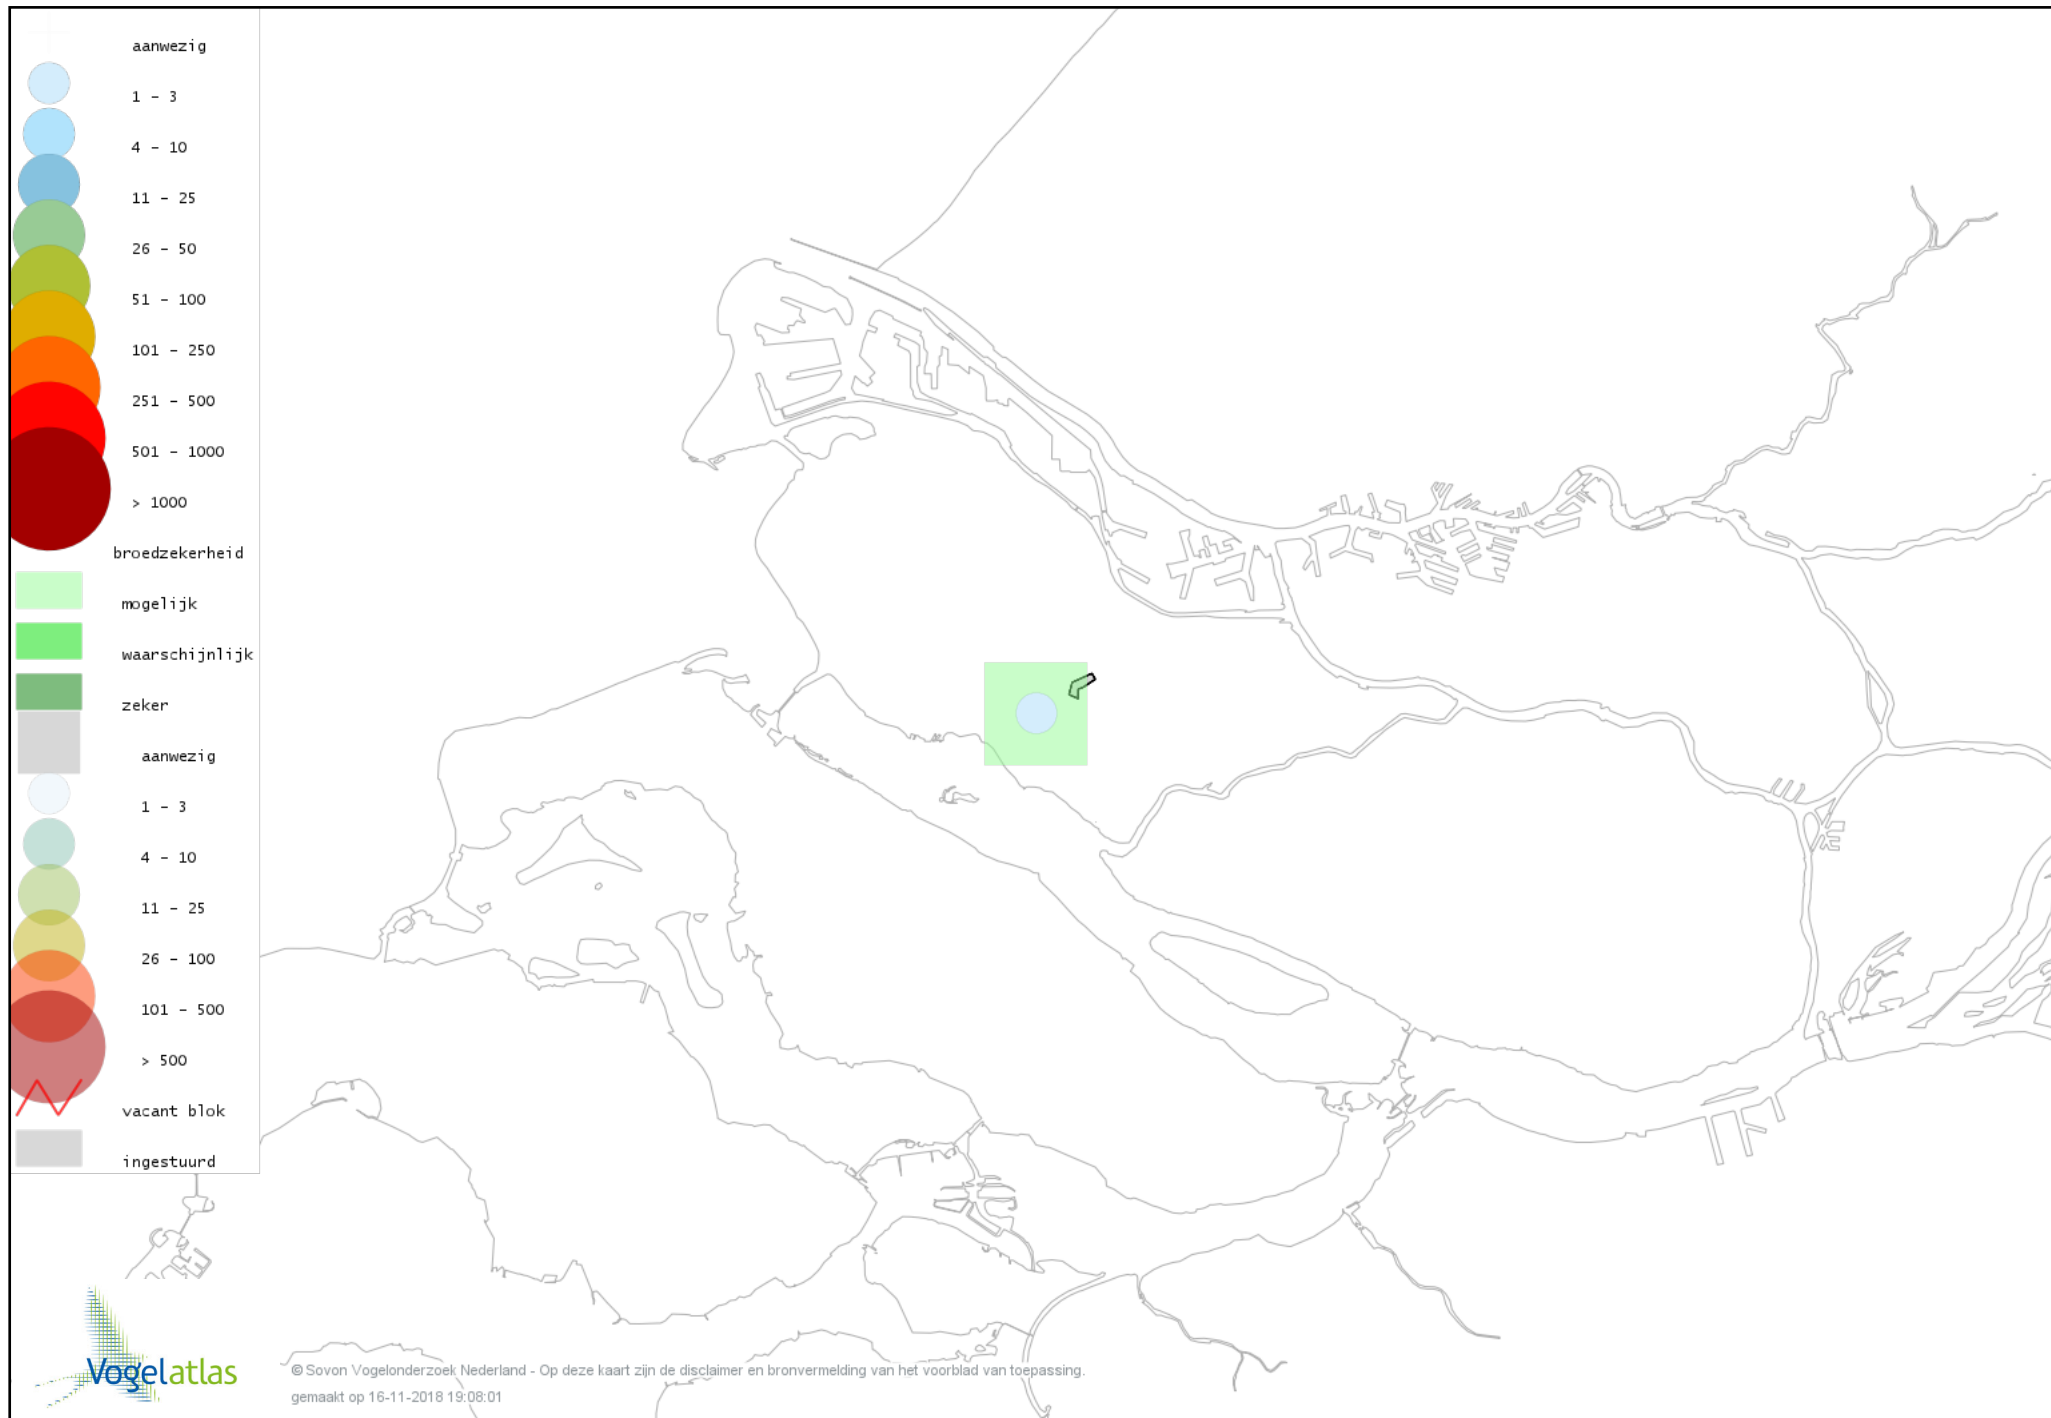 aanwezig
1 - 3
4 - 10
11 - 25
26 - 50
51 - 100
101 - 250
251 - 500
501 - 1000
> 1000
broedzekerheid
mogelijk
waarschijnlijk
zeker
aanwezig
1 - 3
4 - 10
11 - 25
26 - 100
101 - 500
> 500
vacant blok
ingestuurd
Vogelatlas
© Sovon Vogelonderzoek Nederland - Op deze kaart zijn de disclaimer en bronvermelding van het voorblad van toepassing.
gemaakt op 16-11-2018 19:08:01